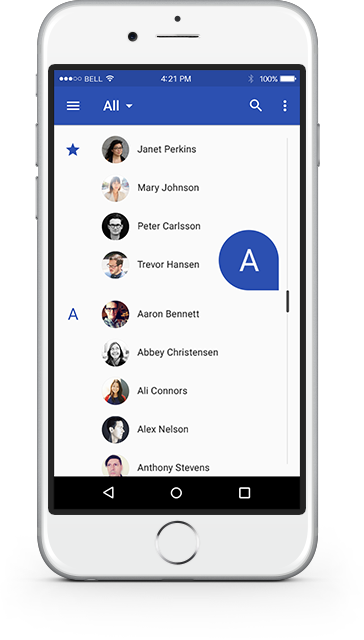 BELL 4:21 PM 100%
All
Janet Perkins
Mary Johnson
Peter Carlsson
Trevor Hansen
A
A
Aaron Bennett
Abbey Christensen
Ali Connors
Alex Nelson
Anthony Stevens